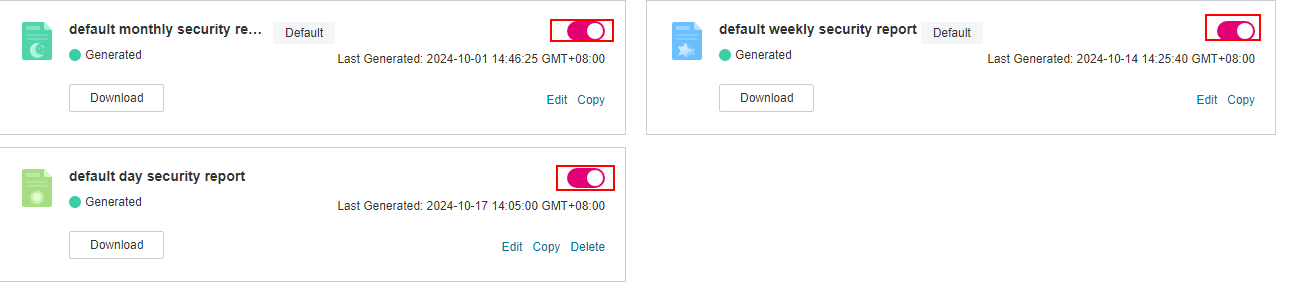 default monthly security re... Default
Generated
Last Generated: 2024-10-01 14:46:25 GMT+08:00
Download
Edit Copy
default weekly security report Default
Generated
Last Generated: 2024-10-14 14:25:40 GMT+08:00
Download
Edit Copy
default day security report
Generated
Last Generated: 2024-10-17 14:05:00 GMT+08:00
Download
Edit Copy Delete